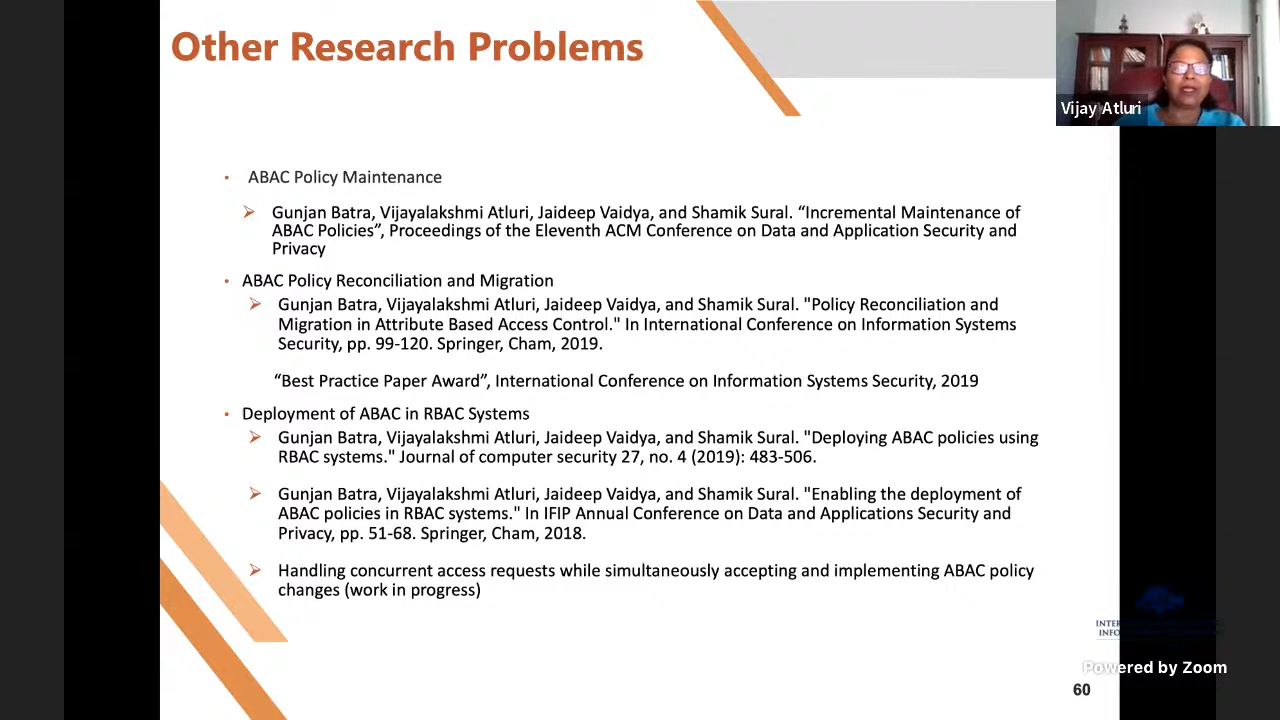 Other Research Problems
Vijay Atluri
• ABAC Policy Maintenance
➢ Gunjan Batra, Vijayalakshmi Atluri, Jaideep Vaidya, and Shamik Sural. “Incremental Maintenance of
ABAC Policies”, Proceedings of the Eleventh ACM Conference on Data and Application Security and
Privacy
• ABAC Policy Reconciliation and Migration
➢ Gunjan Batra, Vijayalakshmi Atluri, Jaideep Vaidya, and Shamik Sural. "Policy Reconciliation and
Migration in Attribute Based Access Control." In International Conference on Information Systems
Security, pp. 99-120. Springer, Cham, 2019.
“Best Practice Paper Award”, International Conference on Information Systems Security, 2019
• Deployment of ABAC in RBAC Systems
➢ Gunjan Batra, Vijayalakshmi Atluri, Jaideep Vaidya, and Shamik Sural. "Deploying ABAC policies using
RBAC systems." Journal of computer security 27, no. 4 (2019): 483-506.
➢ Gunjan Batra, Vijayalakshmi Atluri, Jaideep Vaidya, and Shamik Sural. "Enabling the deployment of
ABAC policies in RBAC systems." In IFIP Annual Conference on Data and Applications Security and
Privacy, pp. 51-68. Springer, Cham, 2018.
➢ Handling concurrent access requests while simultaneously accepting and implementing ABAC policy
changes (work in progress)
Powered by Zoom
60